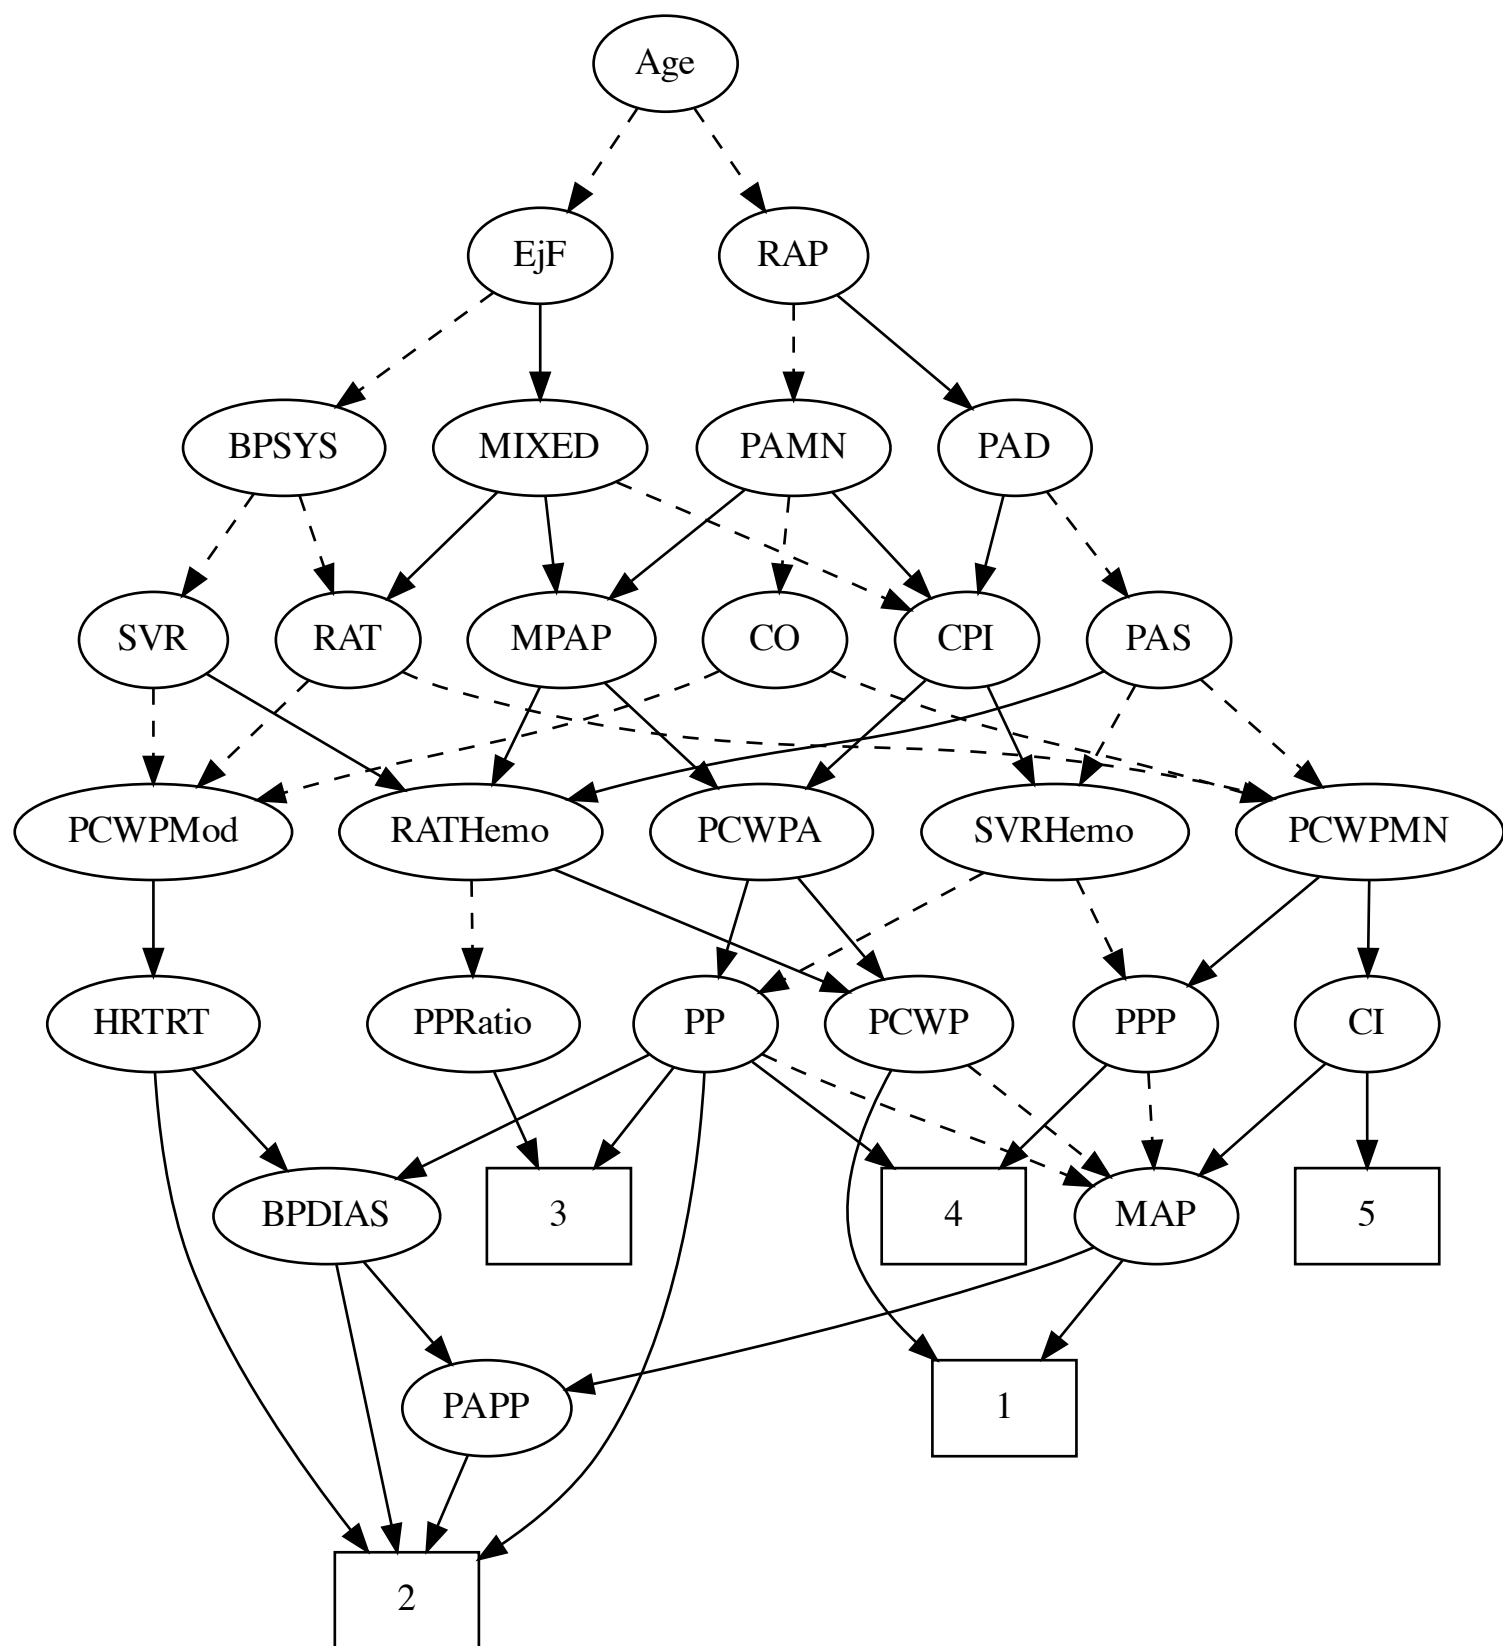 Age
EjF
RAP
BPSYS
MIXED
PAMN
PAD
SVR
RAT
MPAP
CO
CPI
PAS
PCWPMod
RATHemo
PCWPA
SVRHemo
PCWPMN
HRTRT
PPRatio
PP
PCWP
PPP
CI
BPDIAS
3
4
MAP
5
PAPP
1
2